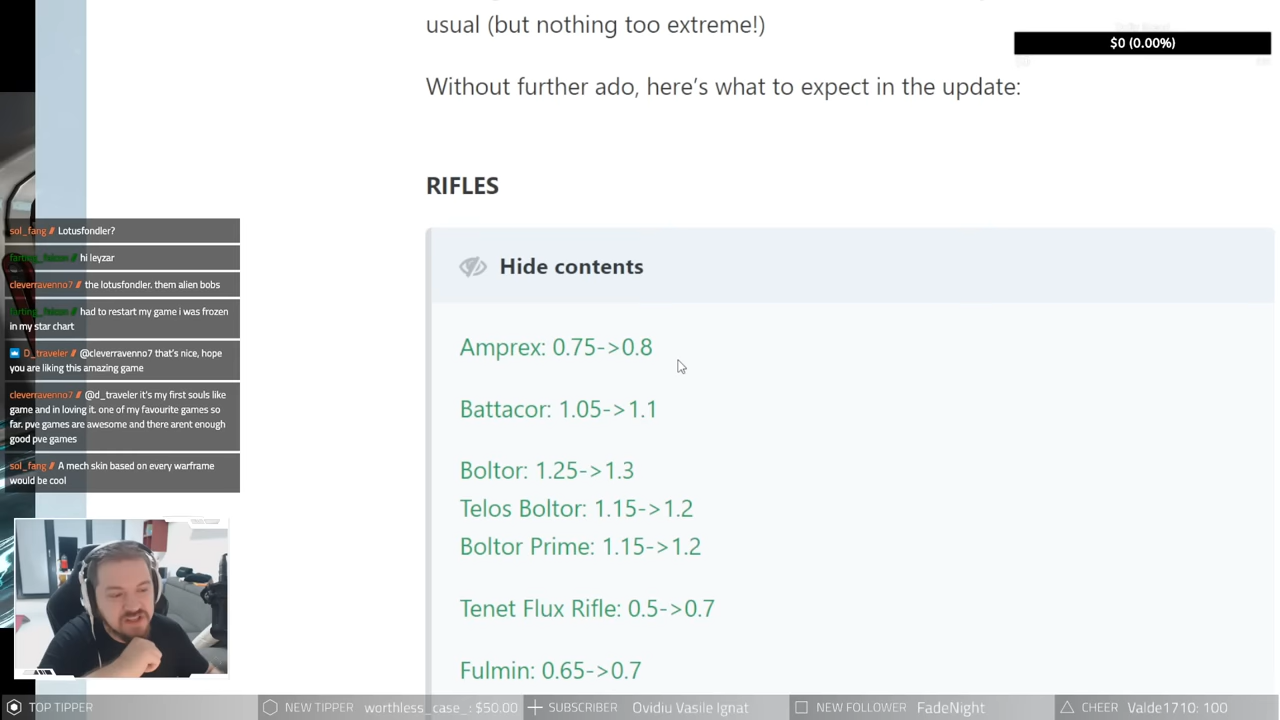 usual (but nothing too extreme!)
$0 (0.00%)
Without further ado, here's what to expect in the update:
RIFLES
Hide contents
Amprex: 0.75->0.8
Battacor: 1.05->1.1
Boltor: 1.25->1.3
Telos Boltor: 1.15->1.2
Boltor Prime: 1.15->1.2
Tenet Flux Rifle: 0.5->0.7
Fulmin: 0.65->0.7
sol_fang // Lotusfondler?
farting_falcon // hi leyzar
cleverravenno7 // the lotusfondler. them alien bobs
farting_falcon // had to restart my game i was frozen
in my star chart
D_traveler // @cleverravenno7 that's nice, hope
you are liking this amazing game
cleverravenno7 // @d_traveler it's my first souls like
game and in loving it. one of my favourite games so
far. pve games are awesome and there arent enough
good pve games
sol_fang // A mech skin based on every warframe
would be cool
TOP TIPPER
NEW TIPPER worthless_case_: $50.00
SUBSCRIBER Ovidiu Vasile Ignat
NEW FOLLOWER FadeNight
CHEER Valde1710: 100